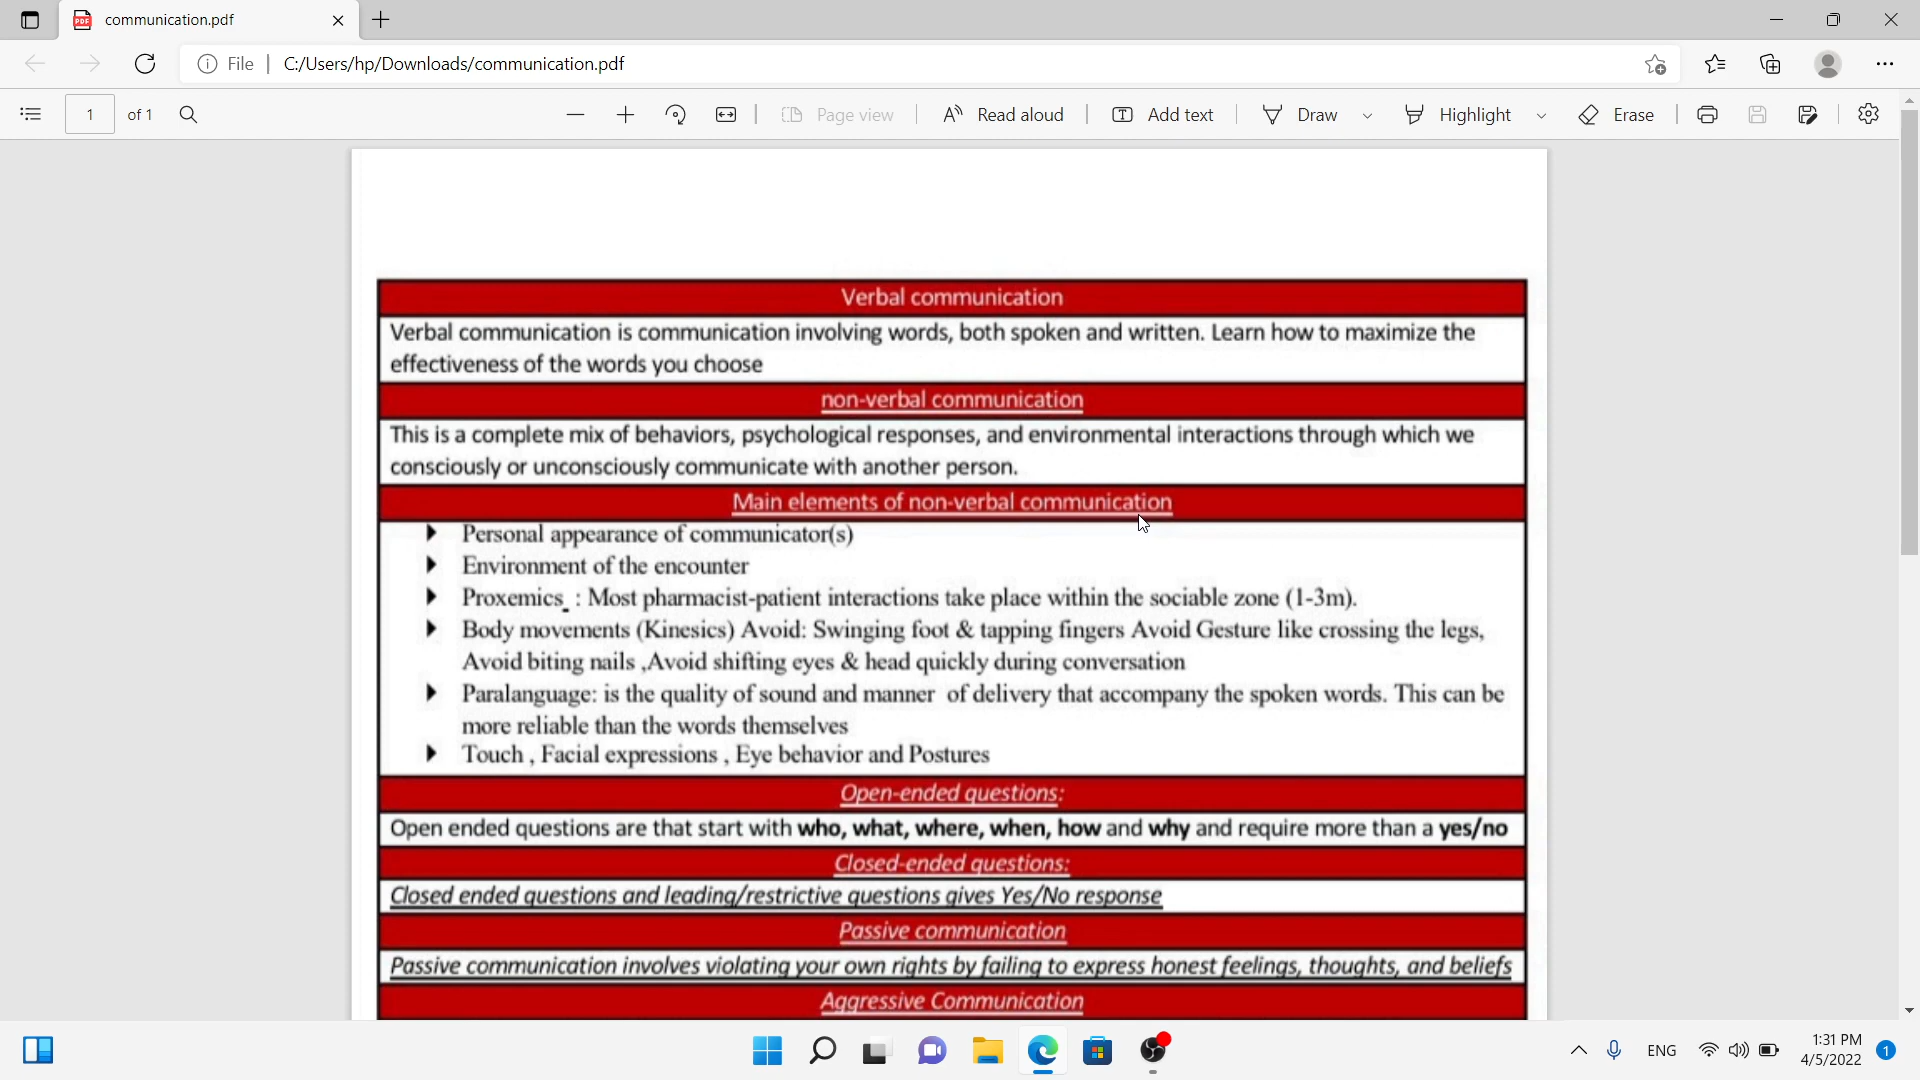 communication.pdf
File
C:/Users/hp/Downloads/communication.pdf
1 of 1
Page view
Read aloud
Add text
Draw
Highlight
Erase
Verbal communication
Verbal communication is communication involving words, both spoken and written. Learn how to maximize the
effectiveness of the words you choose
non-verbal communication
This is a complete mix of behaviors, psychological responses, and environmental interactions through which we
consciously or unconsciously communicate with another person.
Main elements of non-verbal communication
Personal appearance of communicator(s)
Environment of the encounter
Proxemics_ : Most pharmacist-patient interactions take place within the sociable zone (1-3m).
Body movements (Kinesics) Avoid: Swinging foot & tapping fingers Avoid Gesture like crossing the legs,
Avoid biting nails ,Avoid shifting eyes & head quickly during conversation
Paralanguage: is the quality of sound and manner of delivery that accompany the spoken words. This can be
more reliable than the words themselves
Touch , Facial expressions , Eye behavior and Postures
Open-ended questions:
Open ended questions are that start with who, what, where, when, how and why and require more than a yes/no
Closed-ended questions:
Closed ended questions and leading/restrictive questions gives Yes/No response
Passive communication
Passive communication involves violating your own rights by failing to express honest feelings, thoughts, and beliefs
Aggressive Communication
ENG
1:31 PM
4/5/2022
1